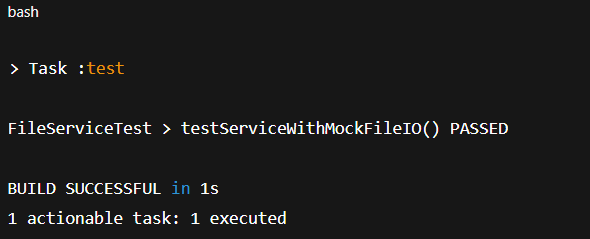 bash
> Task :test
FileServiceTest > testServiceWithMockFileIO() PASSED
BUILD SUCCESSFUL in 1s
1 actionable task: 1 executed